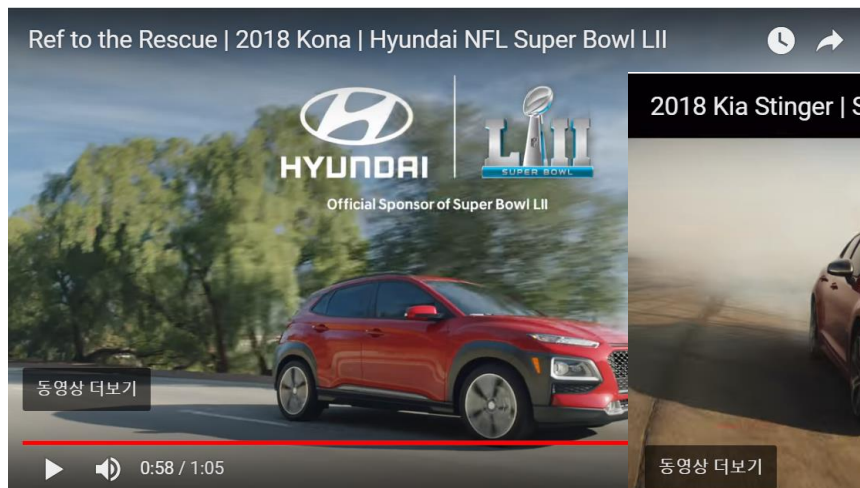 Ref to the Rescue | 2018 Kona | Hyundai NFL Super Bowl LII
HYUNDAI
LII
SUPER BOWL
Official Sponsor of Super Bowl LII
동영상 더보기
0:58 / 1:05
2018 Kia Stinger |
동영상 더보기